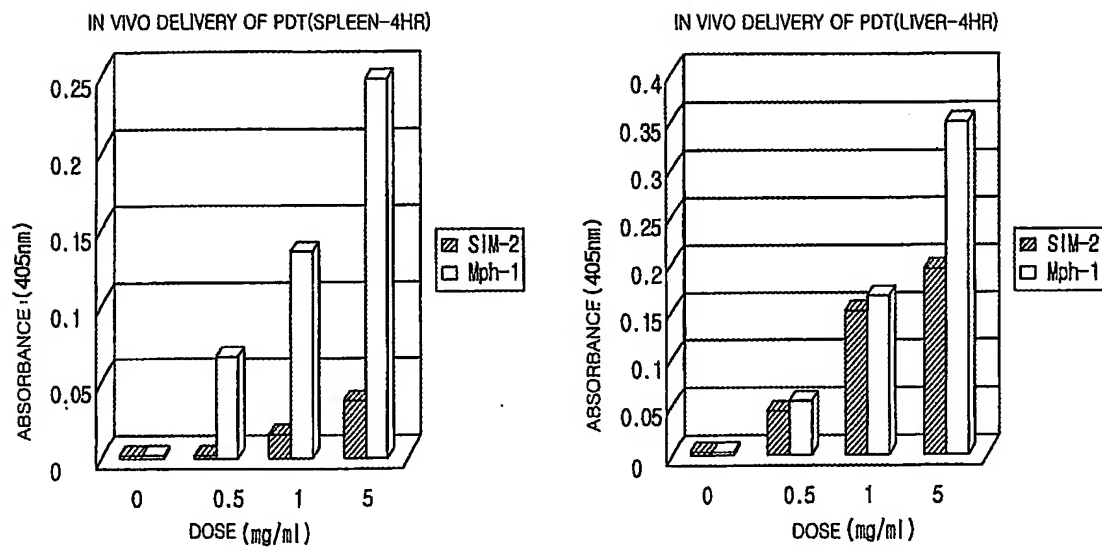 IN VIVO DELIVERY OF PDT(SPLEEN-4HR)
0.25
0.2
0.15
0.1
0.05
0
ABSORBANCE:(405nm)
0
0.5
1
5
DOSE (mg/ml)
SIM-2
Mph-1
IN VIVO DELIVERY OF PDT(LIVER-4HR)
0.4
0.35
0.3
0.25
0.2
0.15
0.1
0.05
0
ABSORBANCE (405nm)
0
0.5
1
5
DOSE (mg/ml)
SIM-2
Mph-1